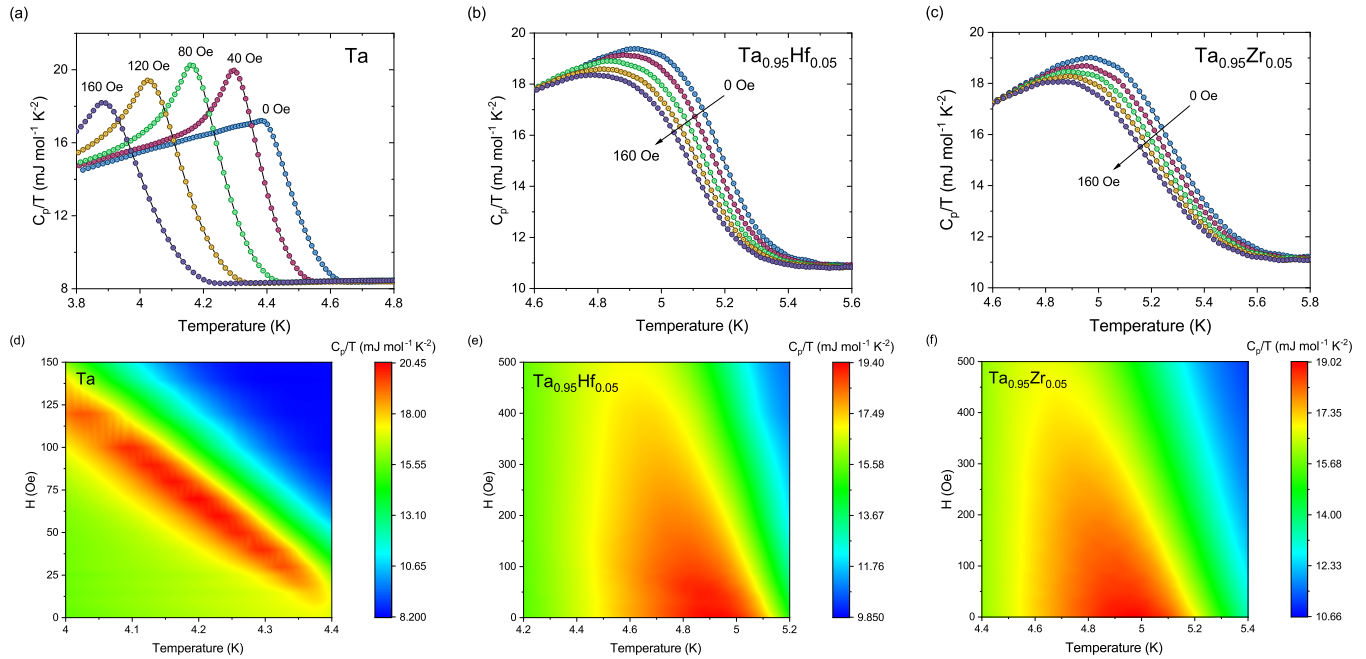 (a)
Ta
160 Oe
120 Oe
80 Oe
40 Oe
0 Oe
20
16
12
8
C_p/T (mJ mol⁻¹ K⁻²)
3.8 4 4.2 4.4 4.6 4.8
Temperature (K)
(b)
Ta₀.₉₅Hf₀.₀₅
0 Oe
160 Oe
20
19
18
17
16
15
14
13
12
11
10
C_p/T (mJ mol⁻¹ K⁻²)
4.6 4.8 5 5.2 5.4 5.6
Temperature (K)
(c)
Ta₀.₉₅Zr₀.₀₅
0 Oe
160 Oe
20
19
18
17
16
15
14
13
12
11
10
C_p/T (mJ mol⁻¹ K⁻²)
4.6 4.8 5 5.2 5.4 5.6 5.8
Temperature (K)
(d)
Ta
150
125
100
75
50
25
0
H (Oe)
4 4.1 4.2 4.3 4.4
Temperature (K)
C_p/T (mJ mol⁻¹ K⁻²)
20.45
18.00
15.55
13.10
10.65
8.200
(e)
Ta₀.₉₅Hf₀.₀₅
500
400
300
200
100
0
H (Oe)
4.2 4.4 4.6 4.8 5 5.2
Temperature (K)
C_p/T (mJ mol⁻¹ K⁻²)
19.40
17.49
15.58
13.67
11.76
9.850
(f)
Ta₀.₉₅Zr₀.₀₅
500
400
300
200
100
0
H (Oe)
4.4 4.6 4.8 5 5.2 5.4
Temperature (K)
C_p/T (mJ mol⁻¹ K⁻²)
19.02
17.35
15.68
14.00
12.33
10.66